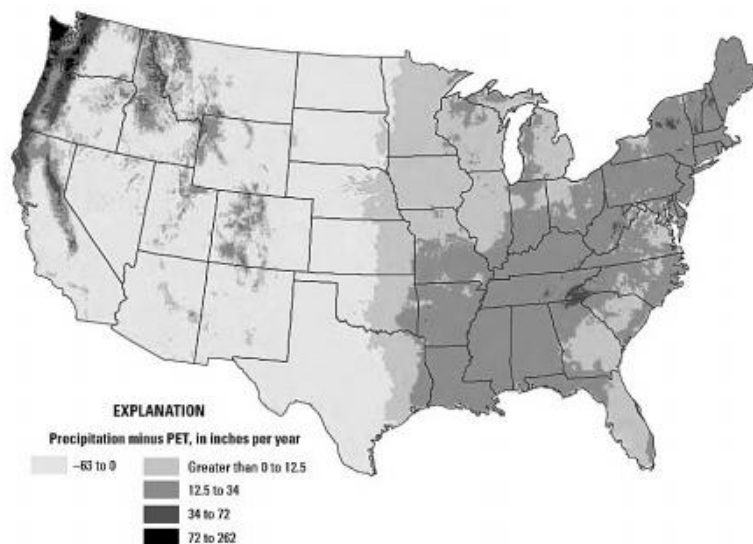 EXPLANATION
Precipitation minus PET, in inches per year
−63 to 0
Greater than 0 to 12.5
12.5 to 34
34 to 72
72 to 262